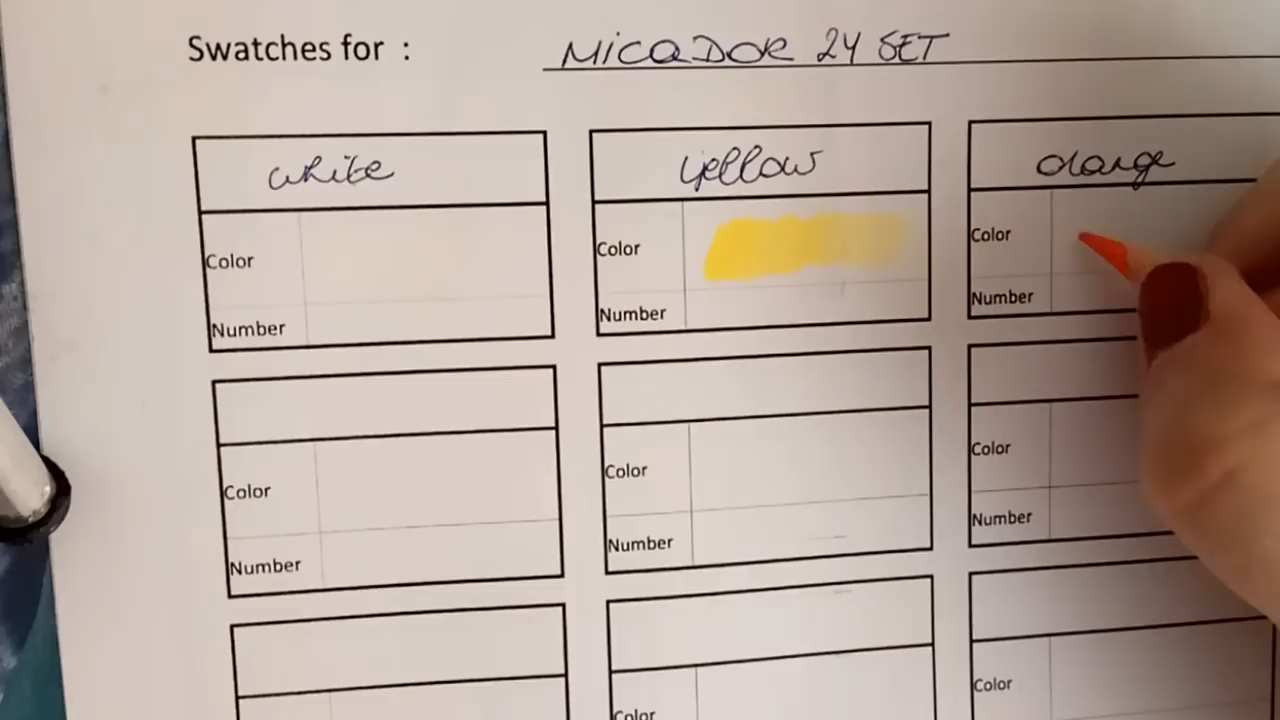 Swatches for : MicaDOR 24 SET
white yellow orange
Color Color Color
Number Number Number
Color Color Color
Number Number Number
Color Color